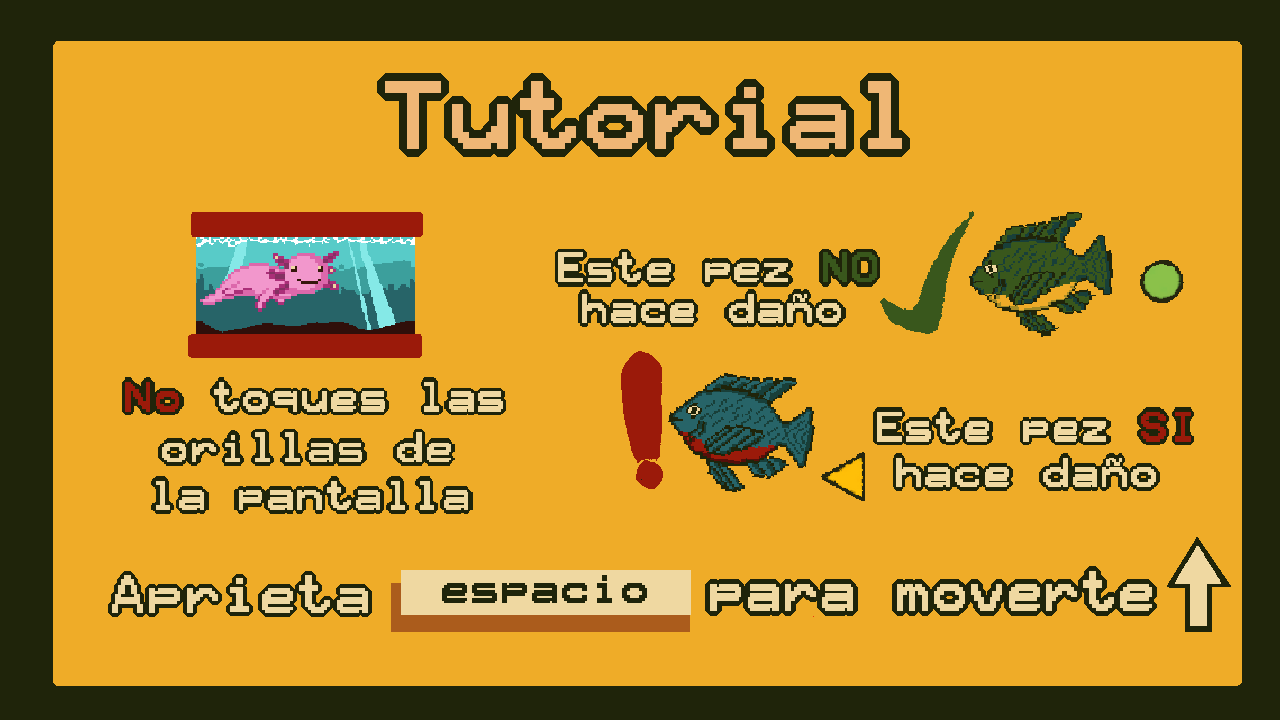 Tutorial
Este pez NO
hace daño
No toques las
orillas de
la pantalla
Este pez SI
hace daño
Aprieta espacio para moverte